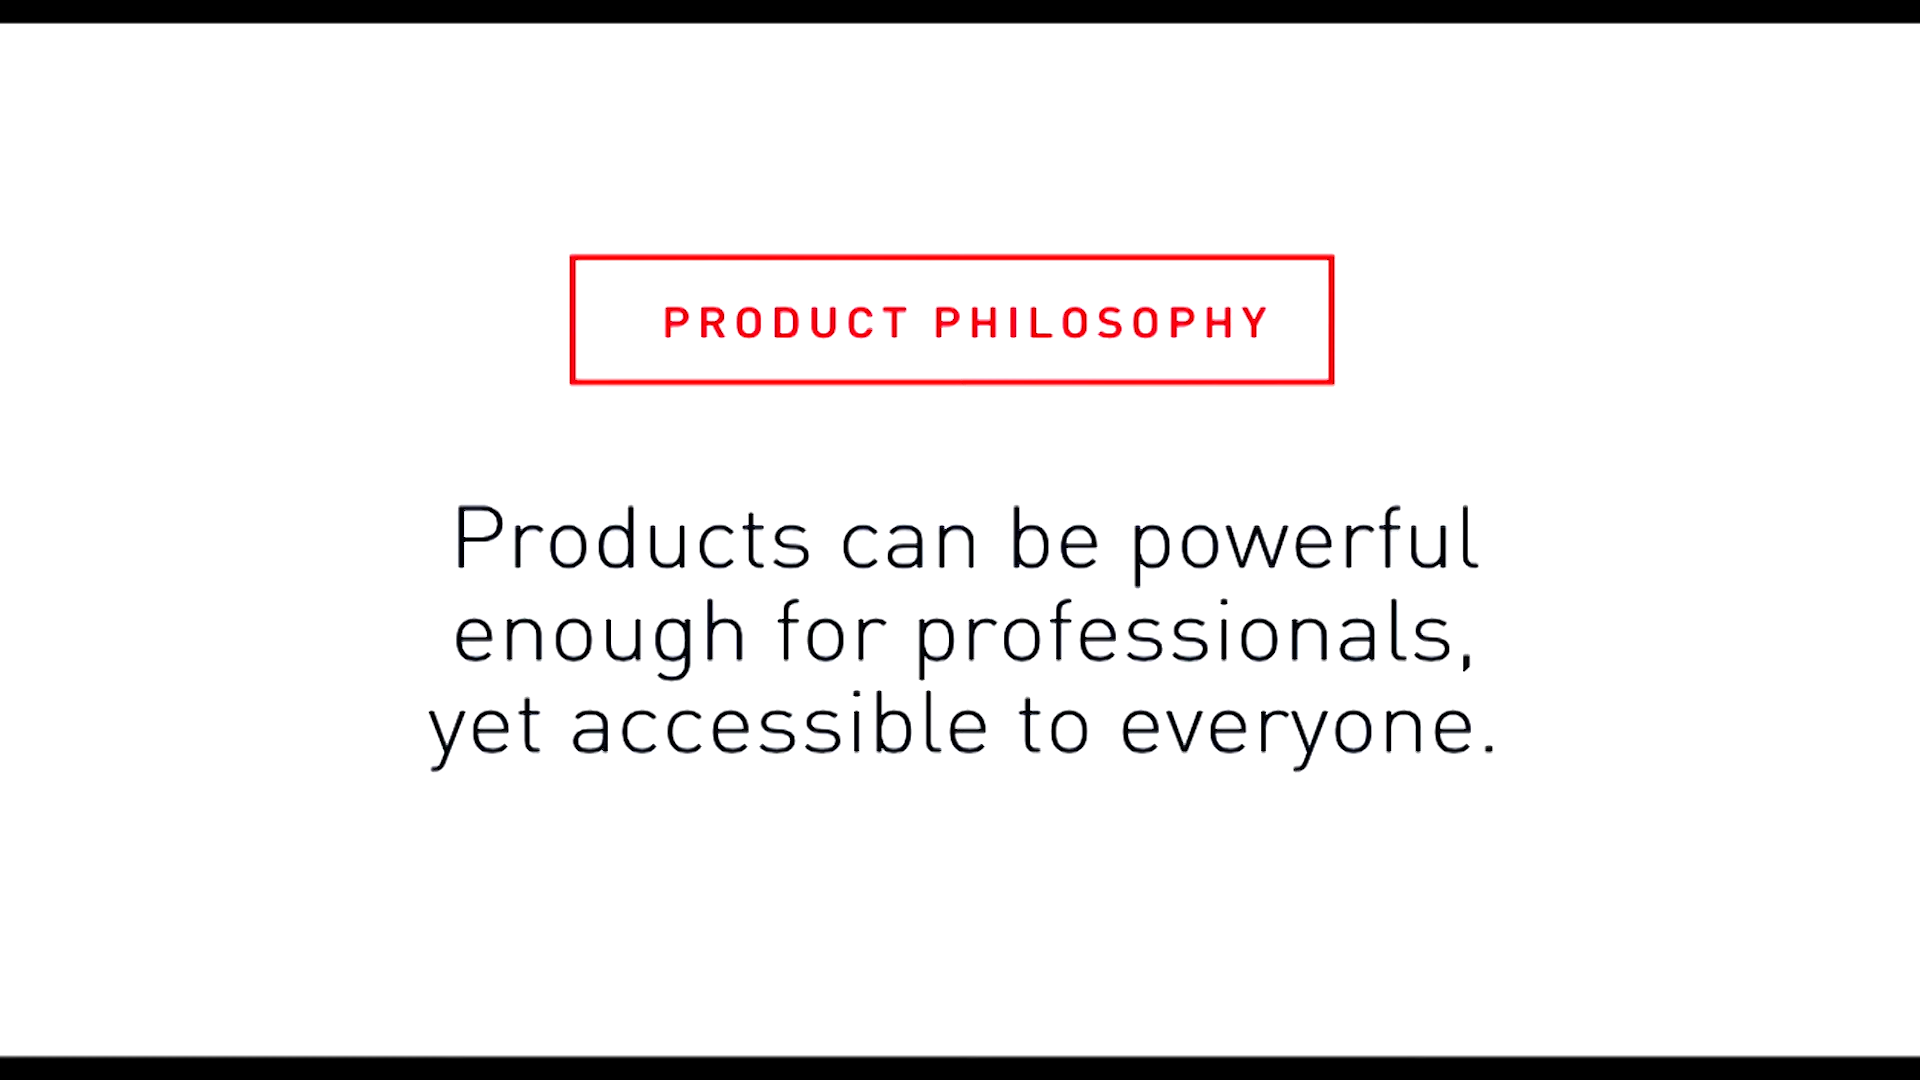 PRODUCT PHILOSOPHY
Products can be powerful
enough for professionals,
yet accessible to everyone.